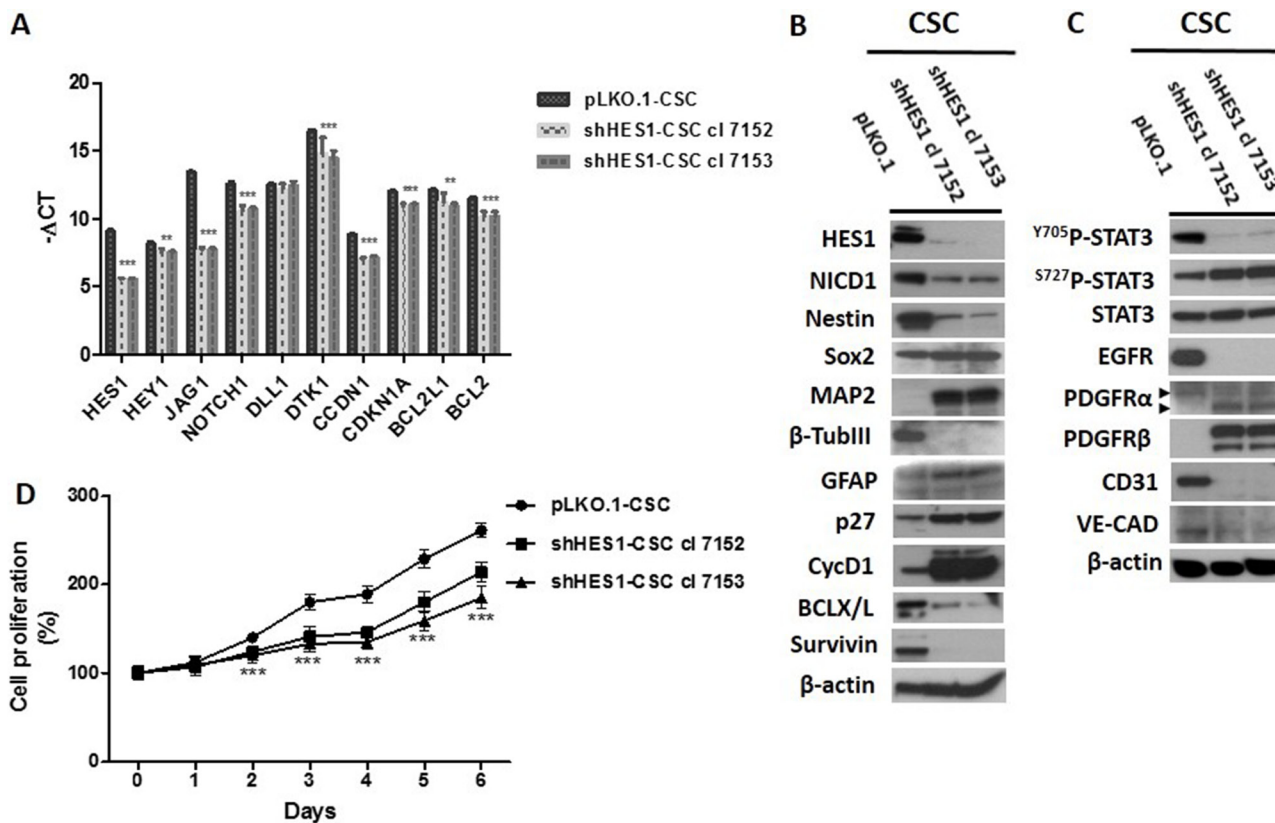 A
20
15
10
5
0
-ΔCT
pLKO.1-CSC
shHES1-CSC cl 7152
shHES1-CSC cl 7153
***
**
***
***
***
***
***
**
***
HES1
HEY1
JAG1
NOTCH1
DLL1
DTK1
CCDN1
CDKN1A
BCL2L1
BCL2
B
CSC
pLKO.1
shHES1 cl 7152
shHES1 cl 7153
HES1
NICD1
Nestin
Sox2
MAP2
β-TubIII
GFAP
p27
CycD1
BCLX/L
Survivin
β-actin
C
CSC
pLKO.1
shHES1 cl 7152
shHES1 cl 7153
Y705P-STAT3
S727P-STAT3
STAT3
EGFR
PDGFRα
PDGFRβ
CD31
VE-CAD
β-actin
D
300
200
100
0
Cell proliferation
(%)
pLKO.1-CSC
shHES1-CSC cl 7152
shHES1-CSC cl 7153
***
***
***
***
***
0
1
2
3
4
5
6
Days